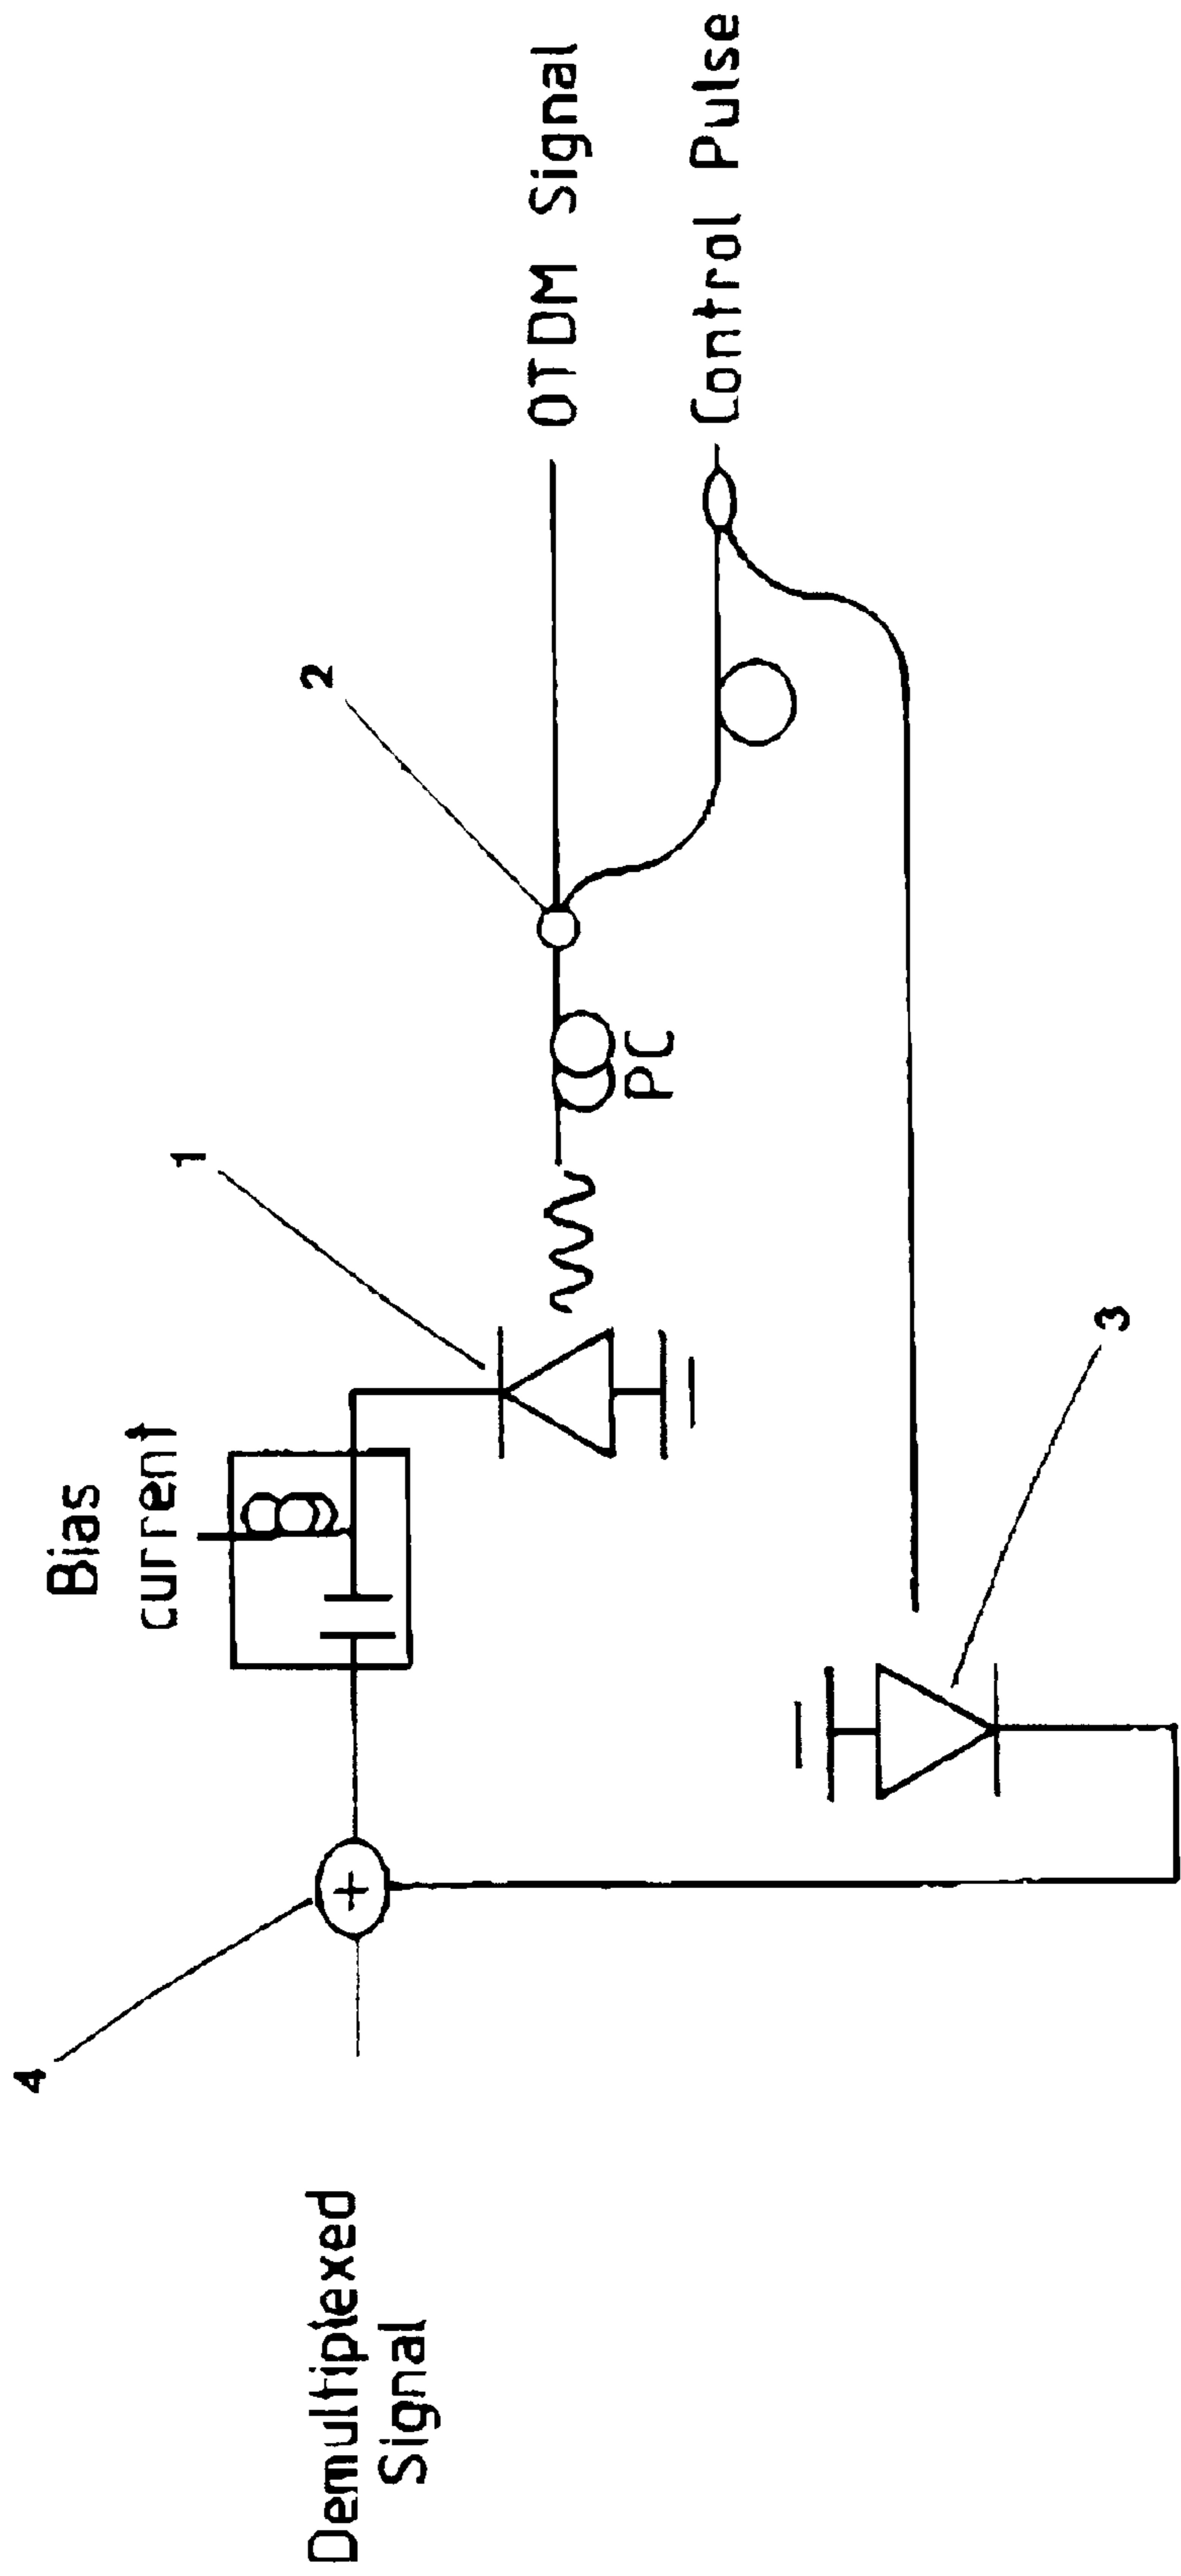 Demultiplexed
Signal
4
Bias
current
1
2
3
PC
OTDM Signal
Control Pulse
+